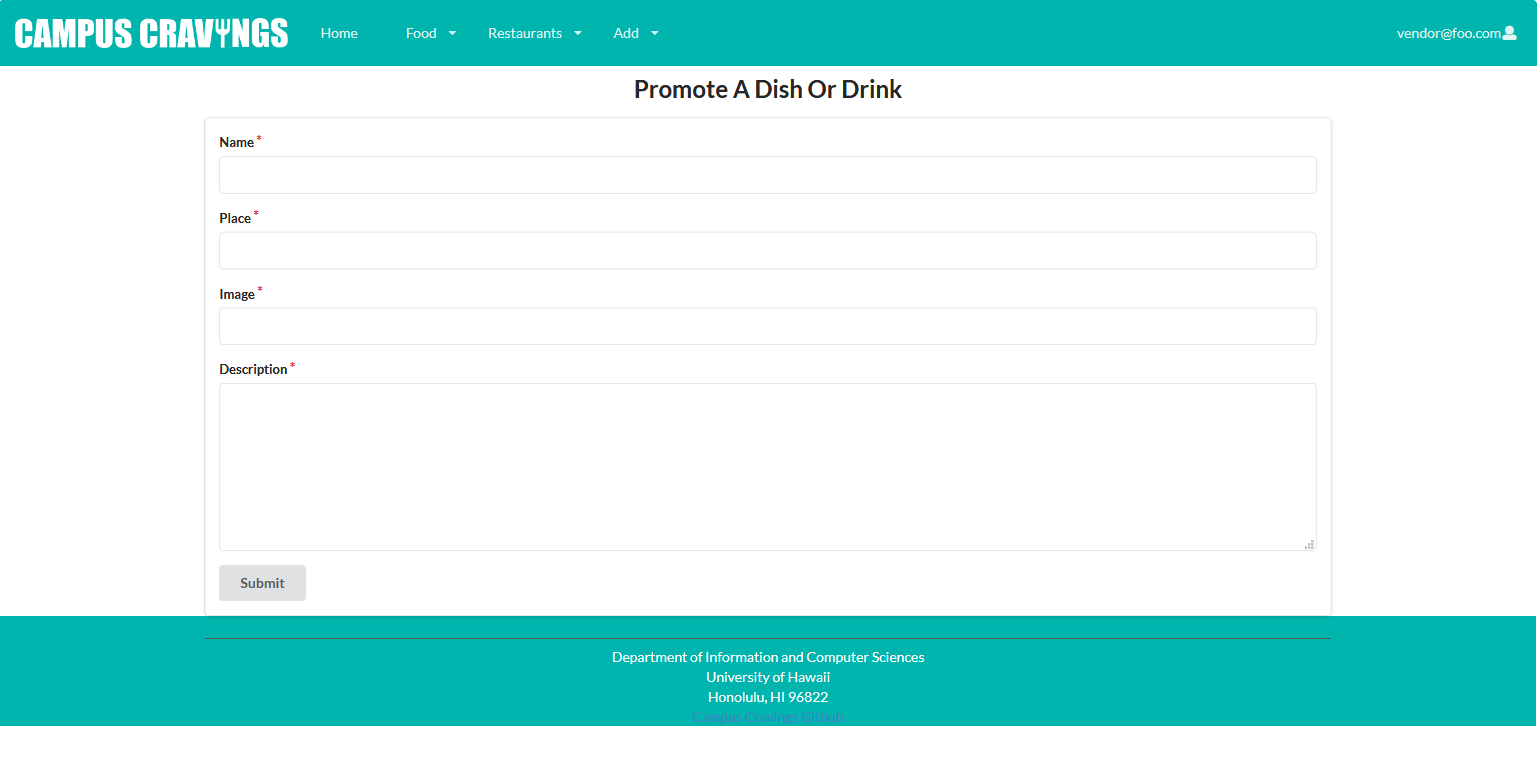 CAMPUS CRAVINGS Home Food Restaurants Add vendor@foo.com
Promote A Dish Or Drink
Name *
Place *
Image *
Description *
Submit
Department of Information and Computer Sciences
University of Hawaii
Honolulu, HI 96822
Campus Cravings Github